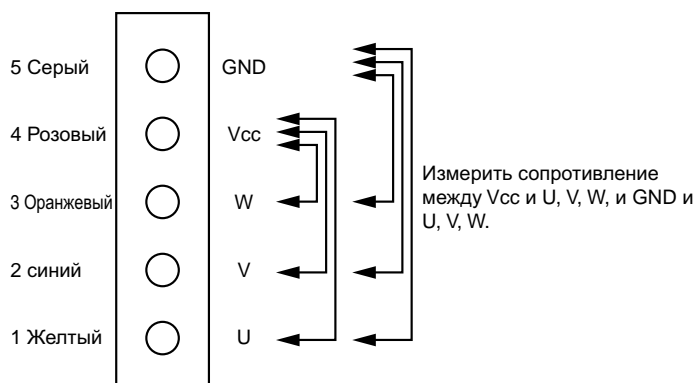 5 Серый GND
4 Розовый Vcc
3 Оранжевый W
2 синий V
1 Желтый U
Измерить сопротивление
между Vcc и U, V, W, и GND и
U, V, W.